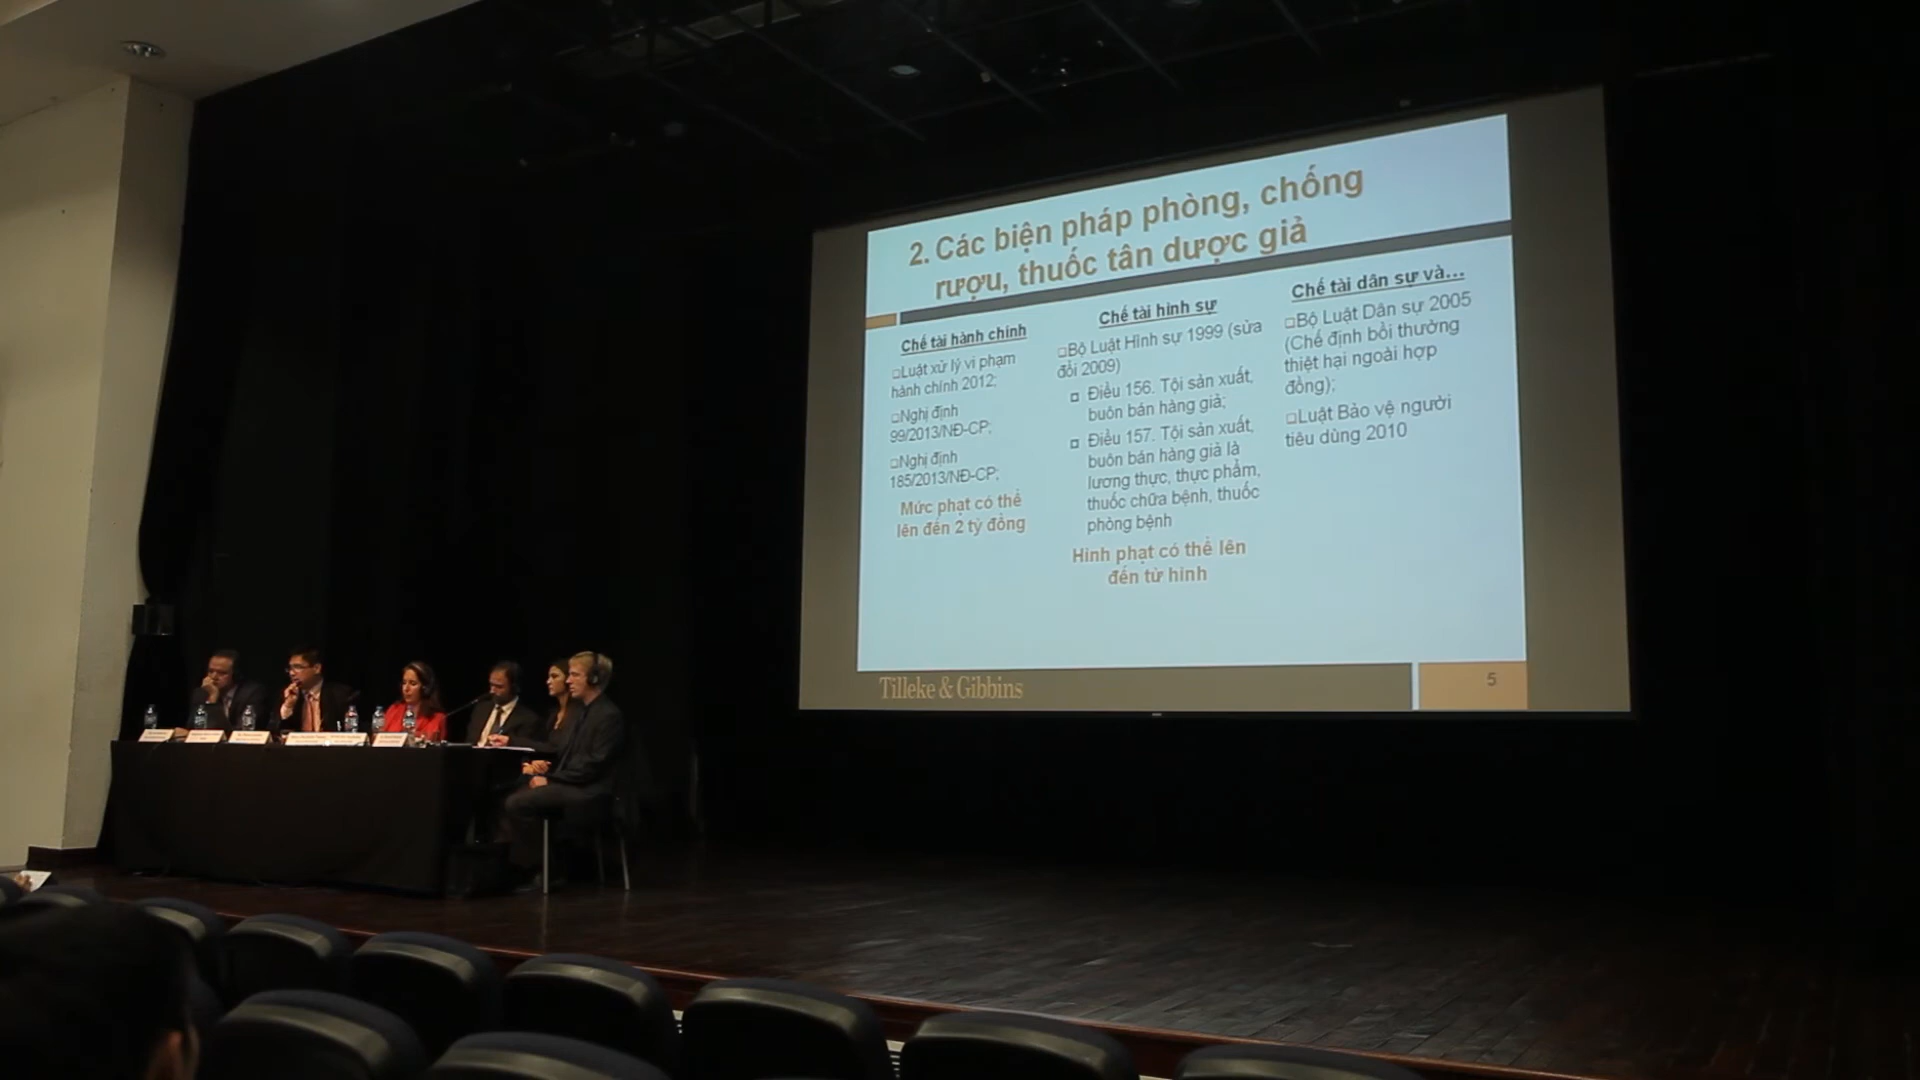 2. Các biện pháp phòng, chống
rượu, thuốc tân dược giả
Chế tài hành chính
□Luật xử lý vi phạm
hành chính 2012;
□Nghị định
99/2013/NĐ-CP;
□Nghị định
185/2013/NĐ-CP;
Mức phạt có thể
lên đến 2 tỷ đồng
Chế tài hình sự
□Bộ Luật Hình sự 1999 (sửa
đổi 2009)
□ Điều 156. Tội sản xuất,
buôn bán hàng giả;
□ Điều 157. Tội sản xuất,
buôn bán hàng giả là
lương thực, thực phẩm,
thuốc chữa bệnh, thuốc
phòng bệnh
Hình phạt có thể lên
đến tử hình
Chế tài dân sự và...
□Bộ Luật Dân sự 2005
(Chế định bồi thường
thiệt hại ngoài hợp
đồng);
□Luật Bảo vệ người
tiêu dùng 2010
Tilleke & Gibbins
5